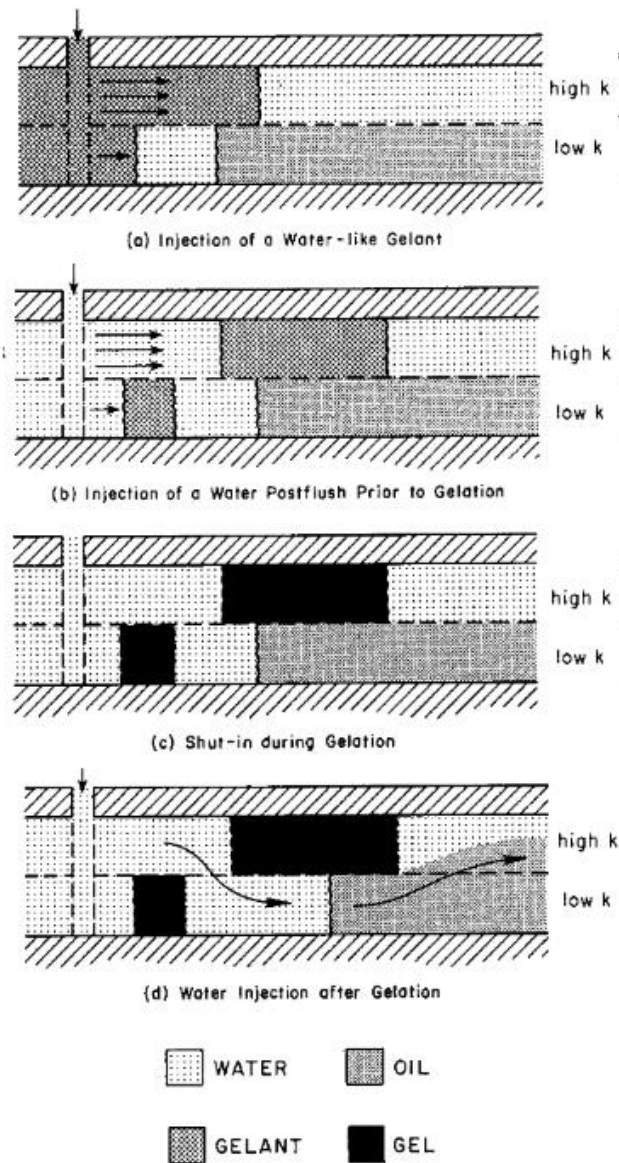 high k
low k
(a) Injection of a Water-like Gelant
high k
low k
(b) Injection of a Water Postflush Prior to Gelation
high k
low k
(c) Shut-in during Gelation
high k
low k
(d) Water Injection after Gelation
WATER OIL
GELANT GEL